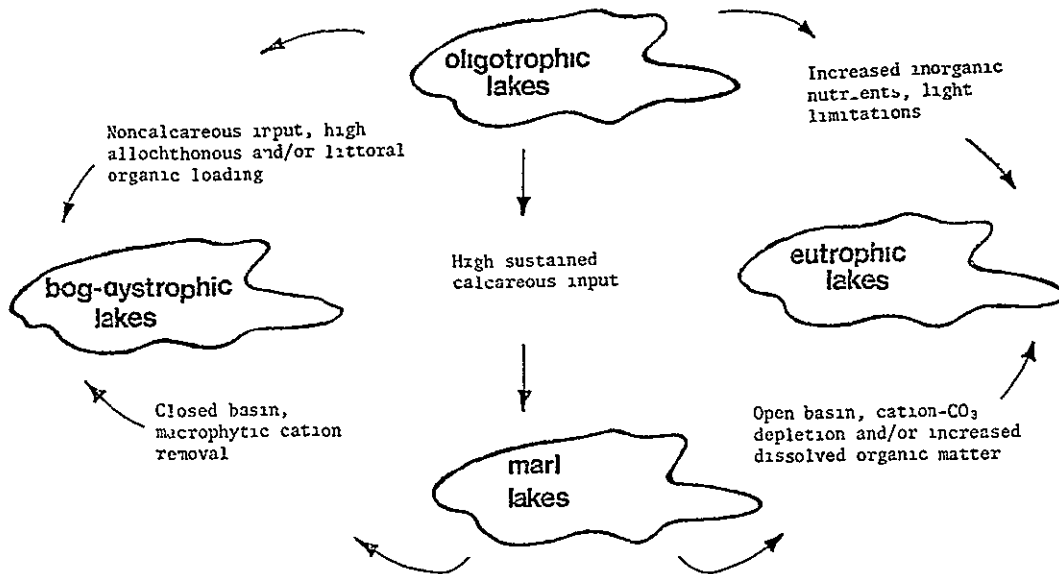 oligotrophic
lakes
Increased inorganic
nutrients, light
limitations
Noncalcareous input, high
allochthonous and/or littoral
organic loading
High sustained
calcareous input
bog-aystrophic
lakes
eutrophic
lakes
Closed basin,
macrophytic cation
removal
Open basin, cation-CO₃
depletion and/or increased
dissolved organic matter
marl
lakes